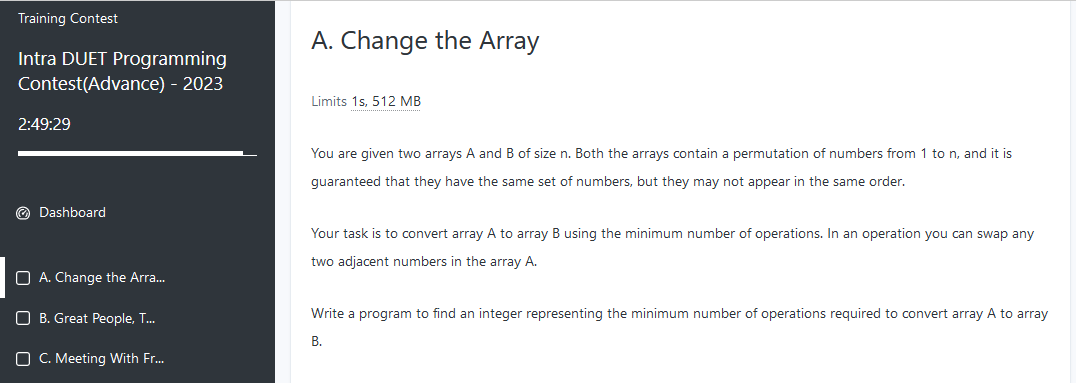 Training Contest
Intra DUET Programming
Contest(Advance) - 2023
2:49:29
Dashboard
A. Change the Arra...
B. Great People, T...
C. Meeting With Fr...
A. Change the Array
Limits 1s, 512 MB
You are given two arrays A and B of size n. Both the arrays contain a permutation of numbers from 1 to n, and it is
guaranteed that they have the same set of numbers, but they may not appear in the same order.
Your task is to convert array A to array B using the minimum number of operations. In an operation you can swap any
two adjacent numbers in the array A.
Write a program to find an integer representing the minimum number of operations required to convert array A to array
B.